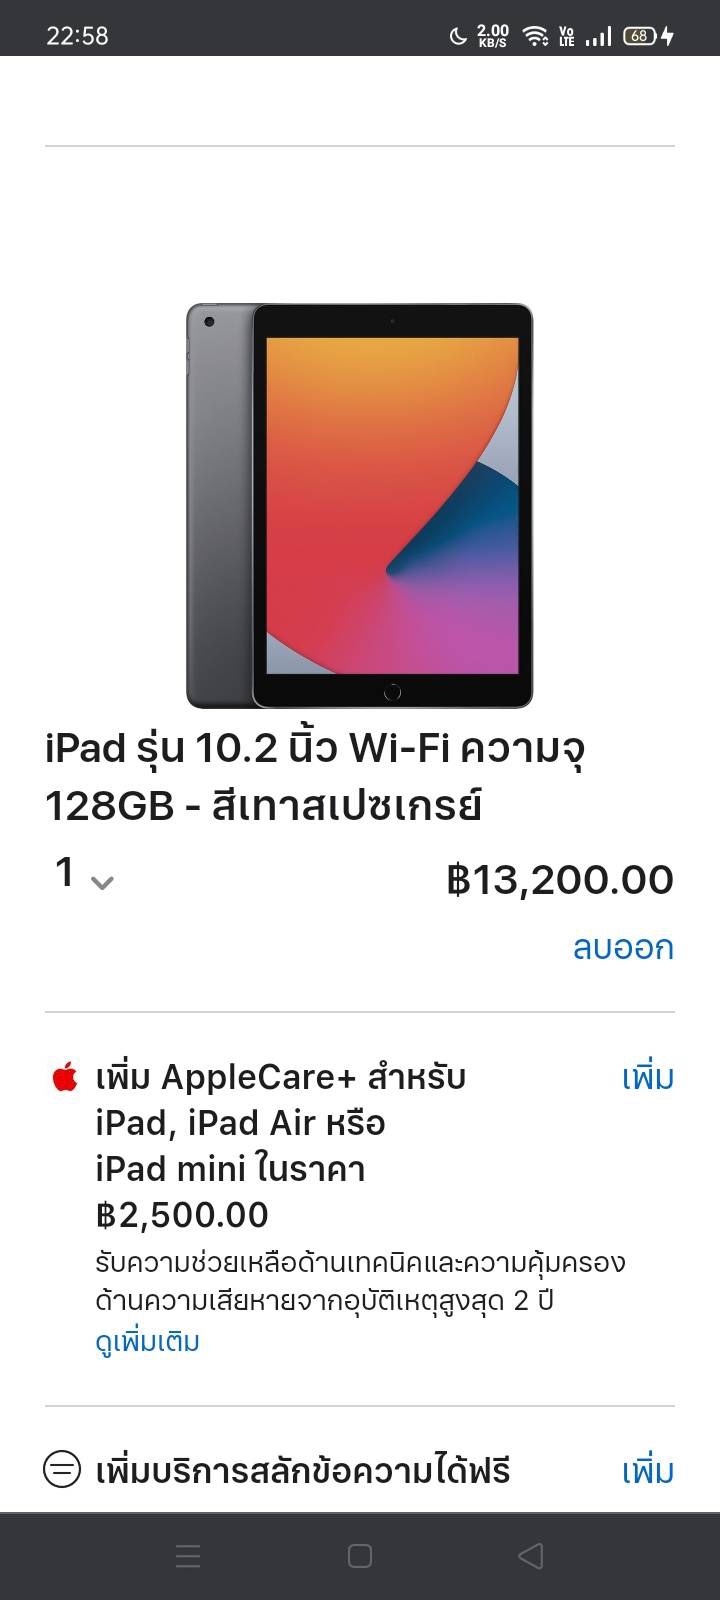 22:58
2.00 KB/S
Vo LTE
68
iPad รุ่น 10.2 นิ้ว Wi-Fi ความจุ
128GB - สีเทาสเปซเกรย์
1
฿13,200.00
ลบออก
เพิ่ม AppleCare+ สำหรับ
เพิ่ม
iPad, iPad Air หรือ
iPad mini ในราคา
฿2,500.00
รับความช่วยเหลือด้านเทคนิคและความคุ้มครอง
ด้านความเสียหายจากอุบัติเหตุสูงสุด 2 ปี
ดูเพิ่มเติม
เพิ่มบริการสลักข้อความได้ฟรี
เพิ่ม